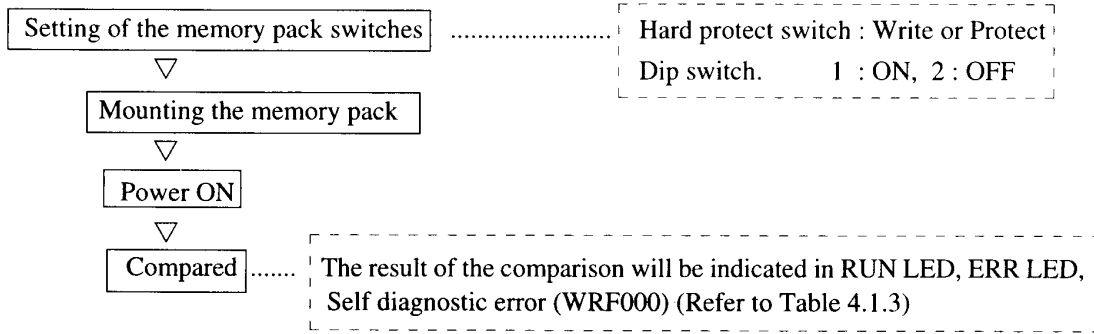 Setting of the memory pack switches ....................... Hard protect switch : Write or Protect
Dip switch. 1 : ON, 2 : OFF
▽
Mounting the memory pack
▽
Power ON
▽
Compared ....... The result of the comparison will be indicated in RUN LED, ERR LED,
Self diagnostic error (WRF000) (Refer to Table 4.1.3)